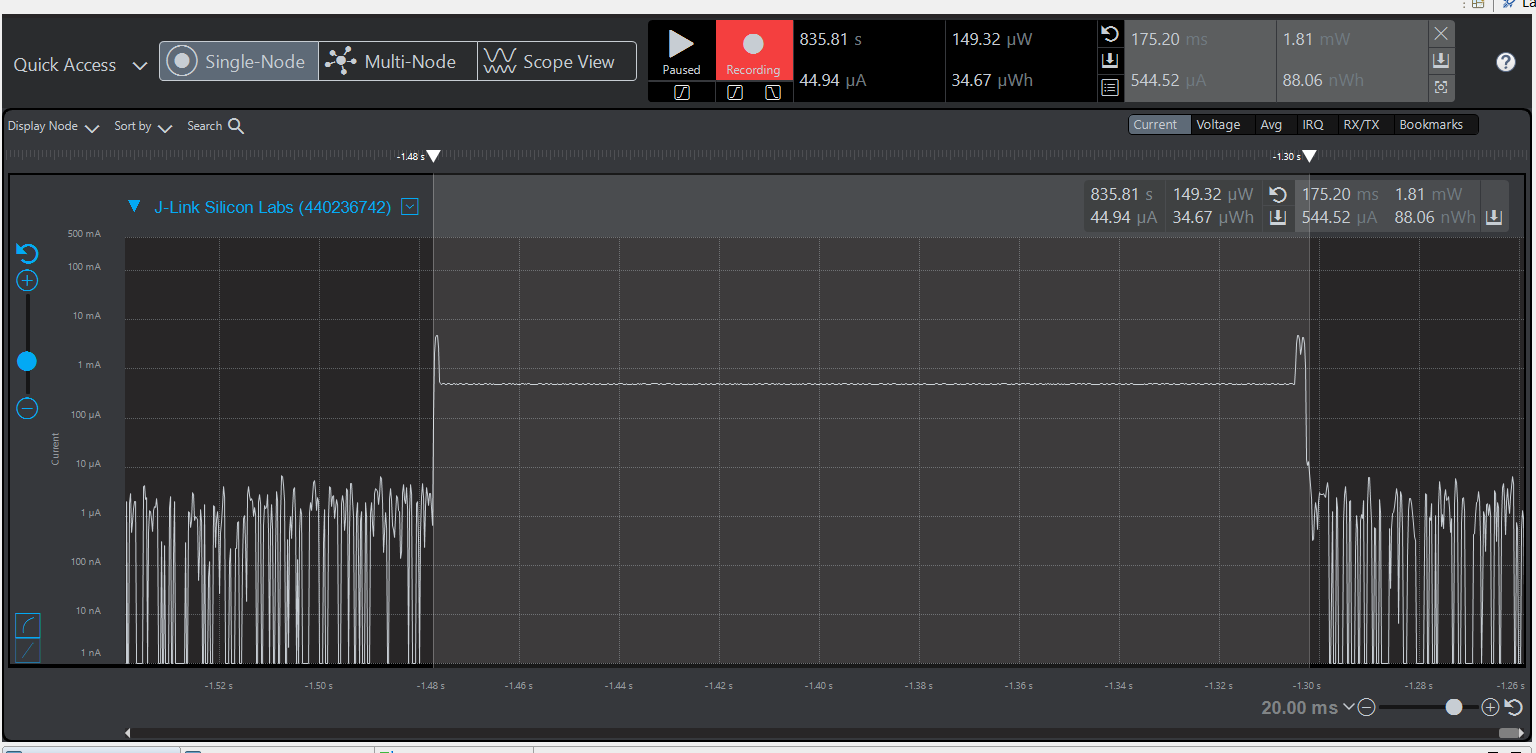 La
Quick Access
Single-Node
Multi-Node
Scope View
Paused
Recording
835.81 s
44.94 µA
149.32 µW
34.67 µWh
175.20 ms
544.52 µA
1.81 mW
88.06 nWh
Display Node
Sort by
Search
Current
Voltage
Avg
IRQ
RX/TX
Bookmarks
-1.48 s
-1.30 s
J-Link Silicon Labs (440236742)
835.81 s 149.32 µW
44.94 µA 34.67 µWh
175.20 ms 1.81 mW
544.52 µA 88.06 nWh
500 mA
100 mA
10 mA
1 mA
100 µA
10 µA
1 µA
100 nA
10 nA
1 nA
Current
-1.52 s -1.50 s -1.48 s -1.46 s -1.44 s -1.42 s -1.40 s -1.38 s -1.36 s -1.34 s -1.32 s -1.30 s -1.28 s -1.26 s
20.00 ms